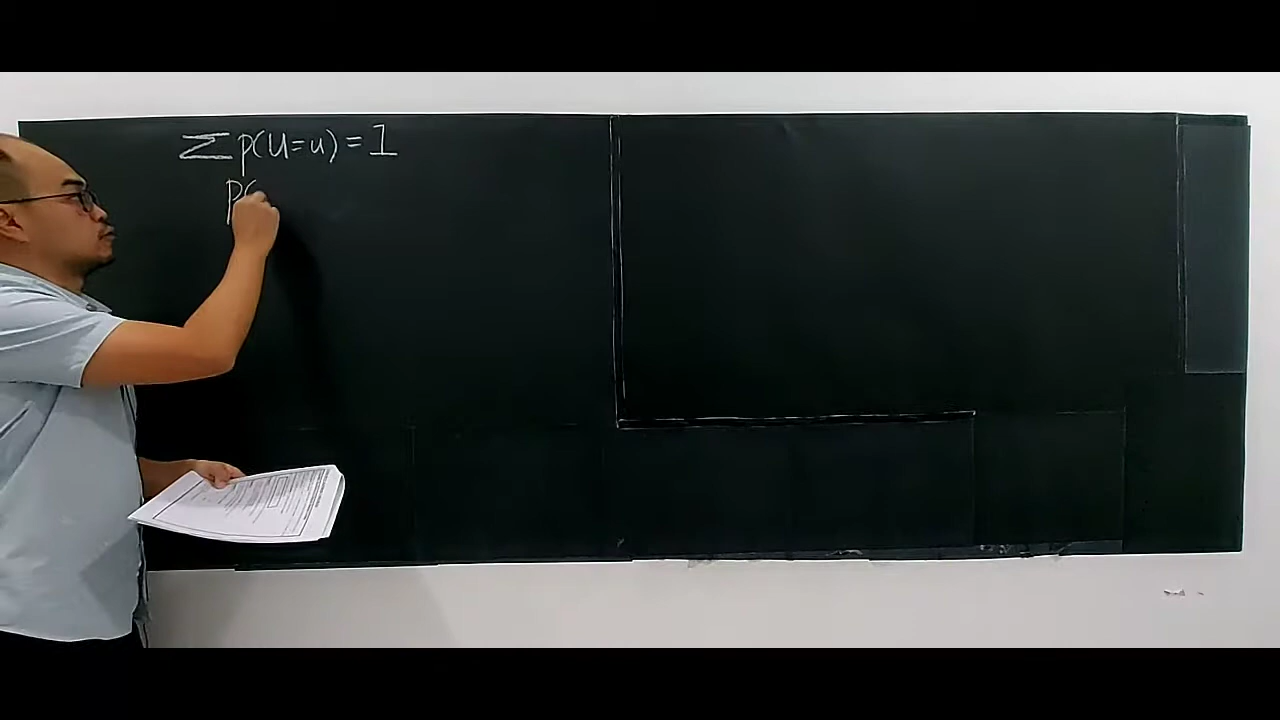 ∑ p(U=u) = 1
p(